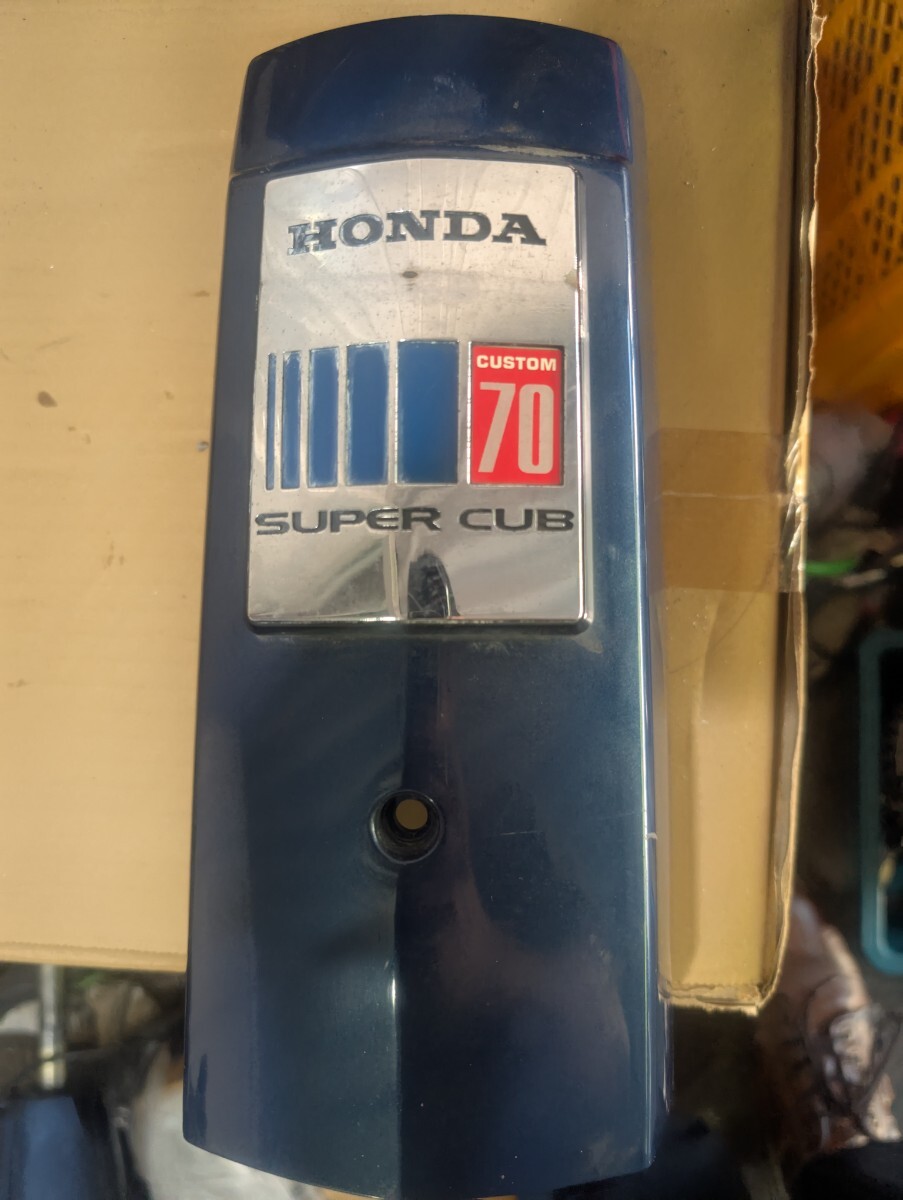 HONDA
CUSTOM
70
SUPER CUB